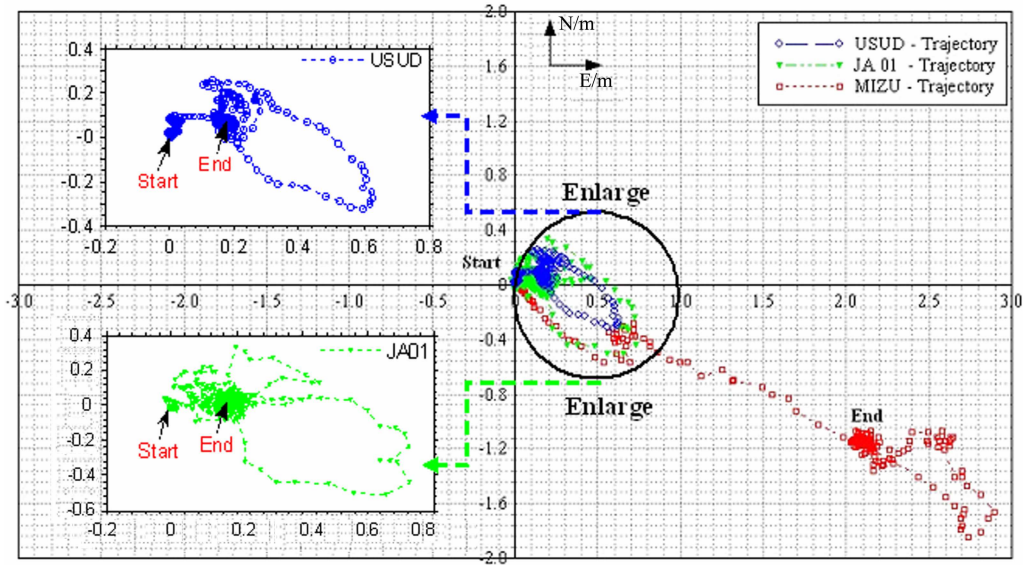 2.0
N/m
E/m
1.6
1.2
0.8
0.4
0
-0.4
-0.8
-1.2
-1.6
-2.0
USUD - Trajectory
JA 01 - Trajectory
MIZU - Trajectory
0.4
0.2
-0
-0.2
-0.4
-0.2 0 0.2 0.4 0.6 0.8
USUD
Start
End
Enlarge
Start
-3.0 -2.5 -2.0 -1.5 -1.0 -0.5 0 0.5 1.0 1.5 2.0 2.5 3.0
0.4
0.2
0
-0.2
-0.4
-0.6
-0.2 0 0.2 0.4 0.6 0.8
JA01
Start
End
Enlarge
End